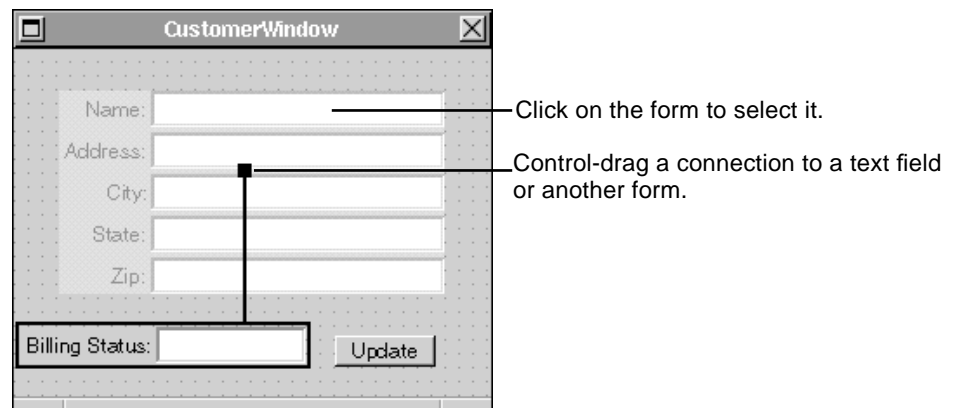 CustomerWindow
Name:
Click on the form to select it.
Address:
Control-drag a connection to a text field
or another form.
City:
State:
Zip:
Billing Status:
Update